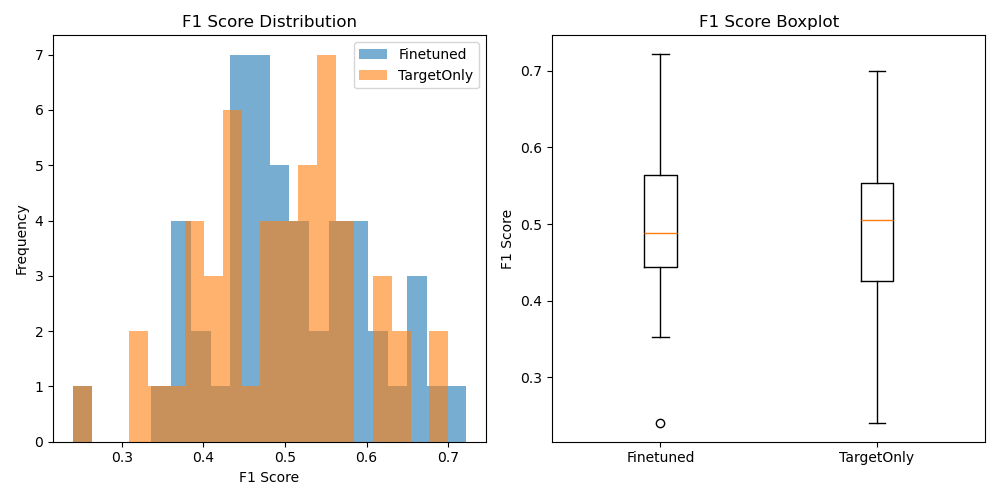 F1 Score Distribution
Finetuned
TargetOnly
7
6
5
4
3
2
1
0
Frequency
0.3 0.4 0.5 0.6 0.7
F1 Score
F1 Score Boxplot
0.7
0.6
0.5
0.4
0.3
F1 Score
Finetuned TargetOnly